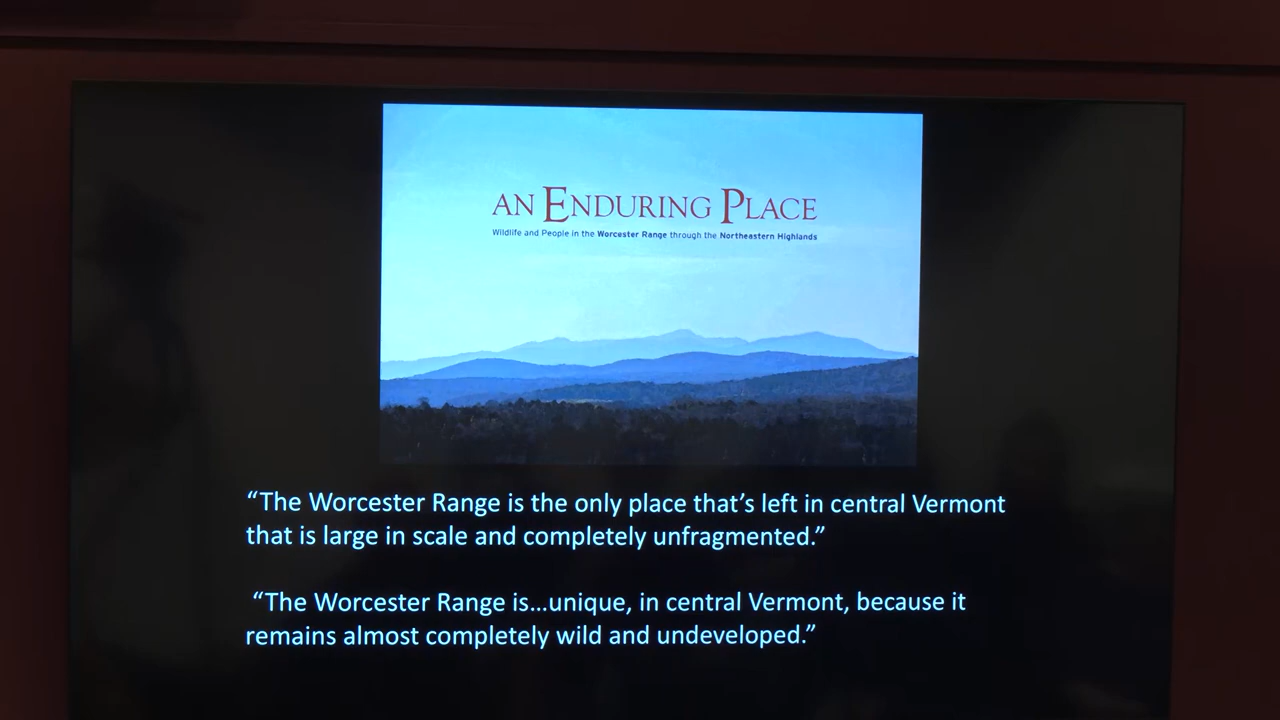 AN ENDURING PLACE
Wildlife and People in the Worcester Range through the Northeastern Highlands
“The Worcester Range is the only place that’s left in central Vermont
that is large in scale and completely unfragmented.”
“The Worcester Range is...unique, in central Vermont, because it
remains almost completely wild and undeveloped.”